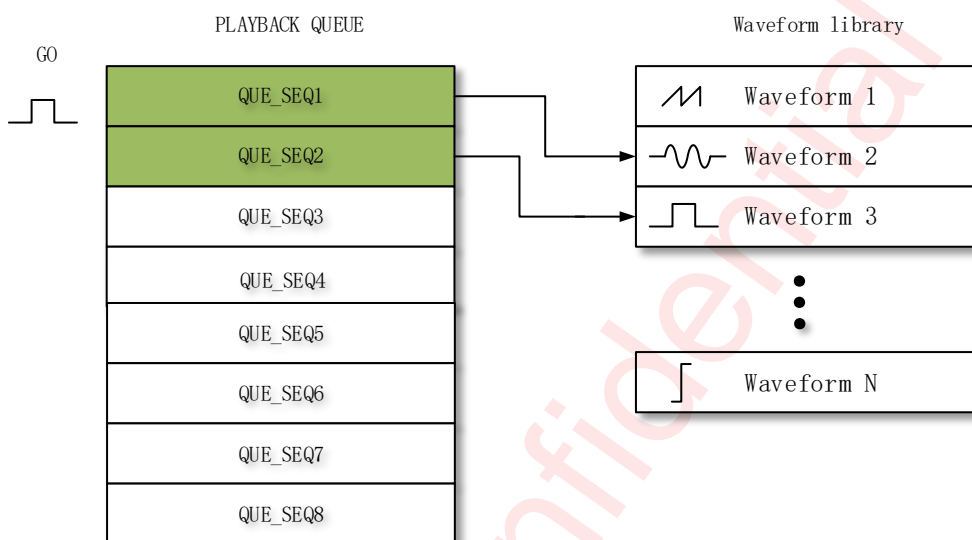 PLAYBACK QUEUE
Waveform library
GO
QUE_SEQ1
QUE_SEQ2
QUE_SEQ3
QUE_SEQ4
QUE_SEQ5
QUE_SEQ6
QUE_SEQ7
QUE_SEQ8
Waveform 1
Waveform 2
Waveform 3
Waveform N
nfidential